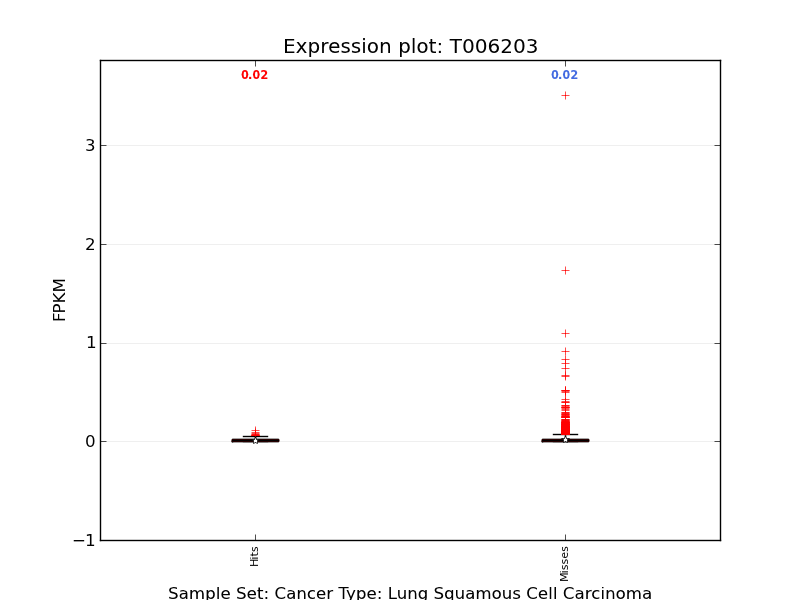 Expression plot: T006203
0.02
0.02
3
2
1
0
−1
FPKM
Hits
Misses
Sample Set: Cancer Type: Lung Squamous Cell Carcinoma